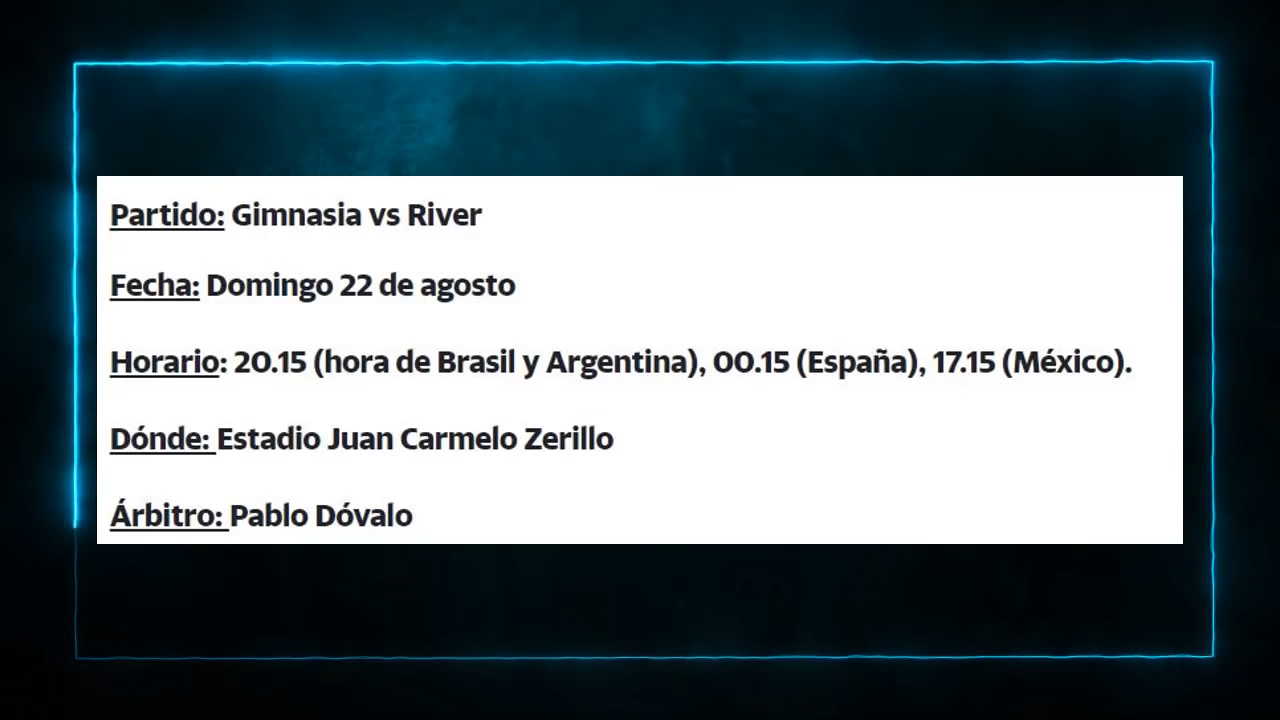 Partido: Gimnasia vs River
Fecha: Domingo 22 de agosto
Horario: 20.15 (hora de Brasil y Argentina), 00.15 (España), 17.15 (México).
Dónde: Estadio Juan Carmelo Zerillo
Árbitro: Pablo Dóvalo